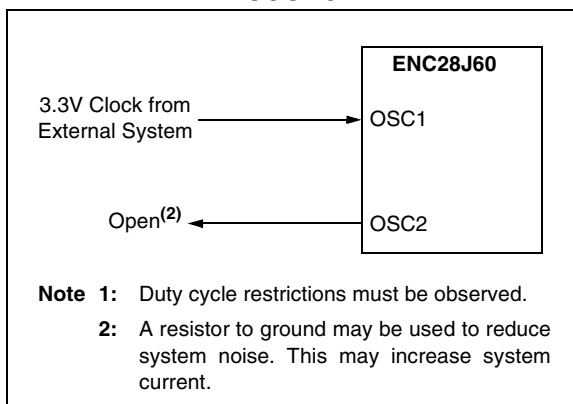 ENC28J60
3.3V Clock from
External System
OSC1
Open(2)
OSC2
Note 1: Duty cycle restrictions must be observed.
2: A resistor to ground may be used to reduce
system noise. This may increase system
current.